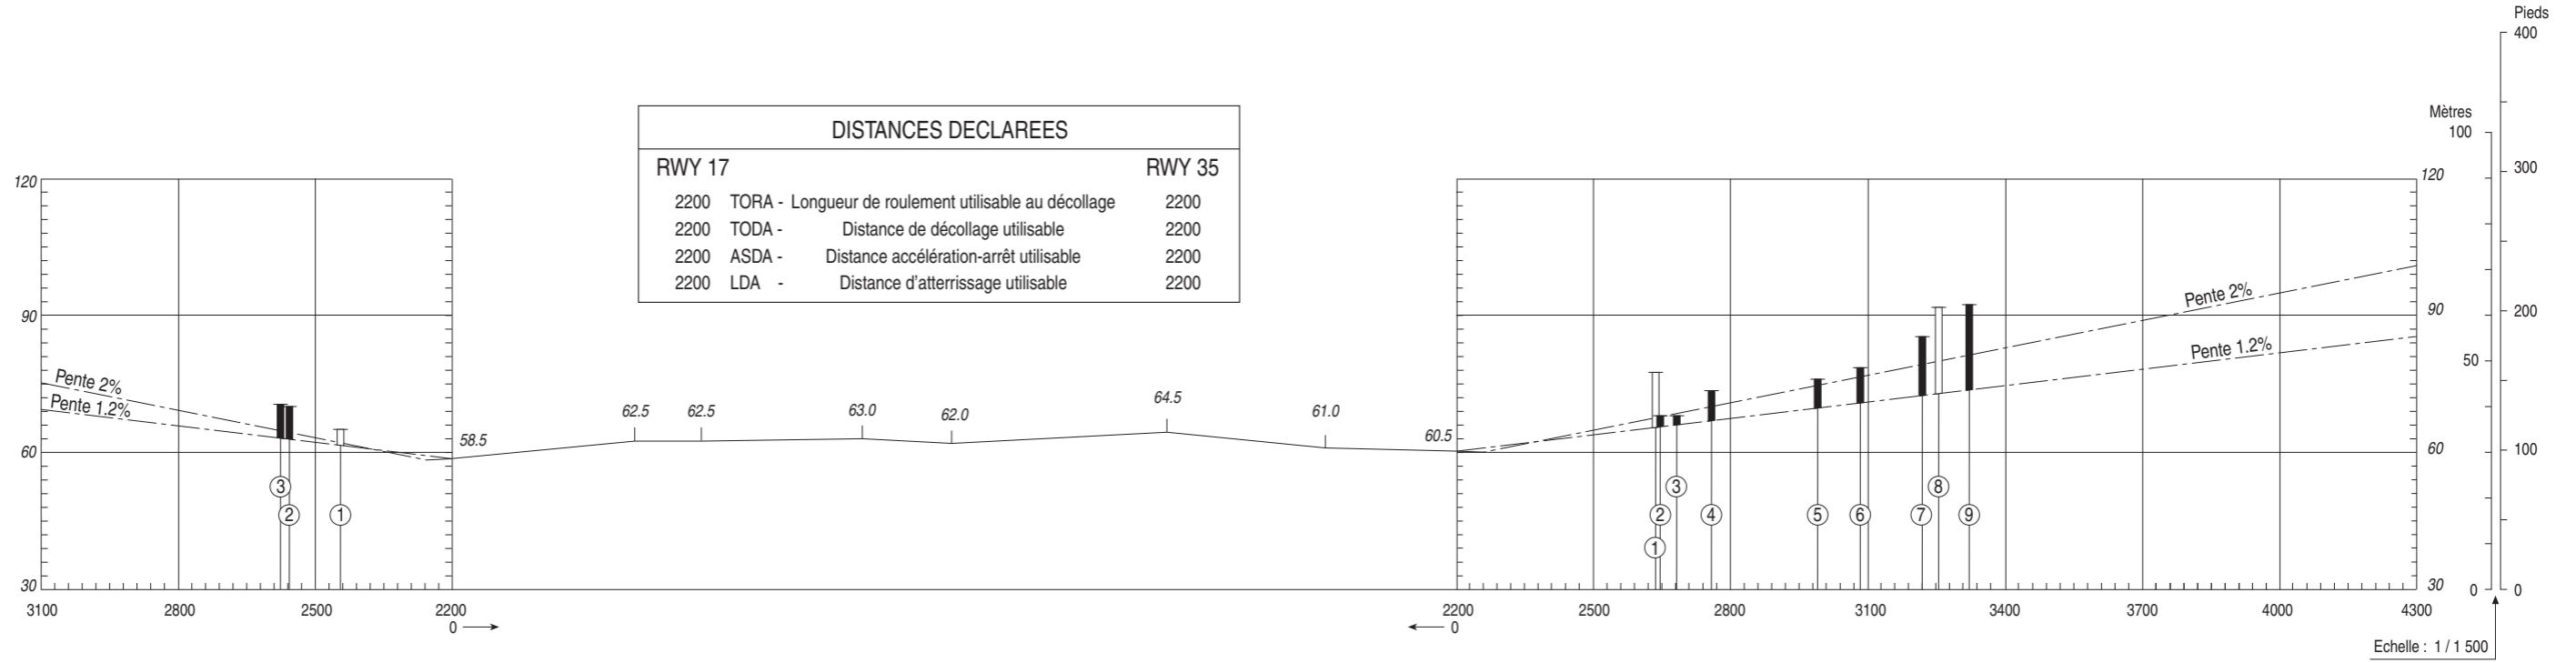 Pieds
400
Mètres
100
300
200
50
100
0
0
DISTANCES DECLAREES
RWY 17 RWY 35
2200 TORA - Longueur de roulement utilisable au décollage 2200
2200 TODA - Distance de décollage utilisable 2200
2200 ASDA - Distance accélération-arrêt utilisable 2200
2200 LDA - Distance d'atterrissage utilisable 2200
120
90
60
30
Pente 2%
Pente 1.2%
3
2
1
3100 2800 2500 2200
0
58.5
62.5
62.5
63.0
62.0
64.5
61.0
60.5
Pente 2%
Pente 1.2%
120
90
60
30
1
2
3
4
5
6
7
8
9
2200 2500 2800 3100 3400 3700 4000 4300
0
Echelle : 1 / 1 500